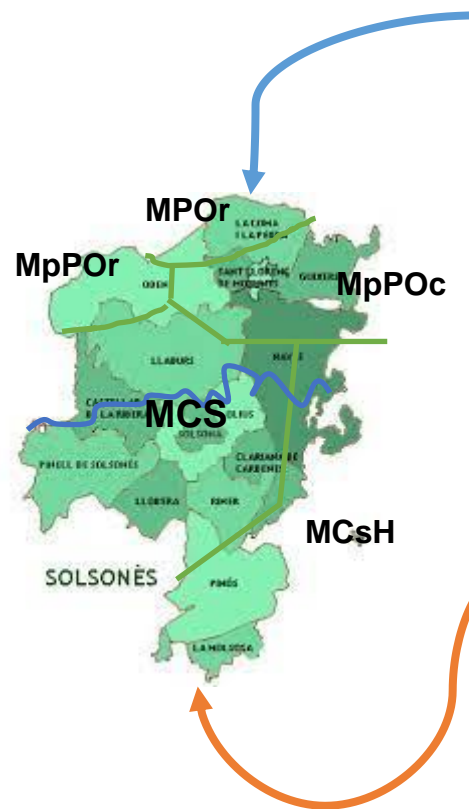 MPOr
LA COMA
I LA PEDRA
MpPOr
ODEN
SANT LLORENÇ
DE MORUNYS
GUIXERS
MpPOc
LLADURS
NAVÈS
CASTELLAR
DE LA RIBERA
MCS
OLIUS
SOLSONA
PINELL DE SOLSONÈS
CLARIANA DE
CARDENER
LLOBERA
RINER
MCsH
SOLSONÈS
PINÓS
LA MOLSOSA